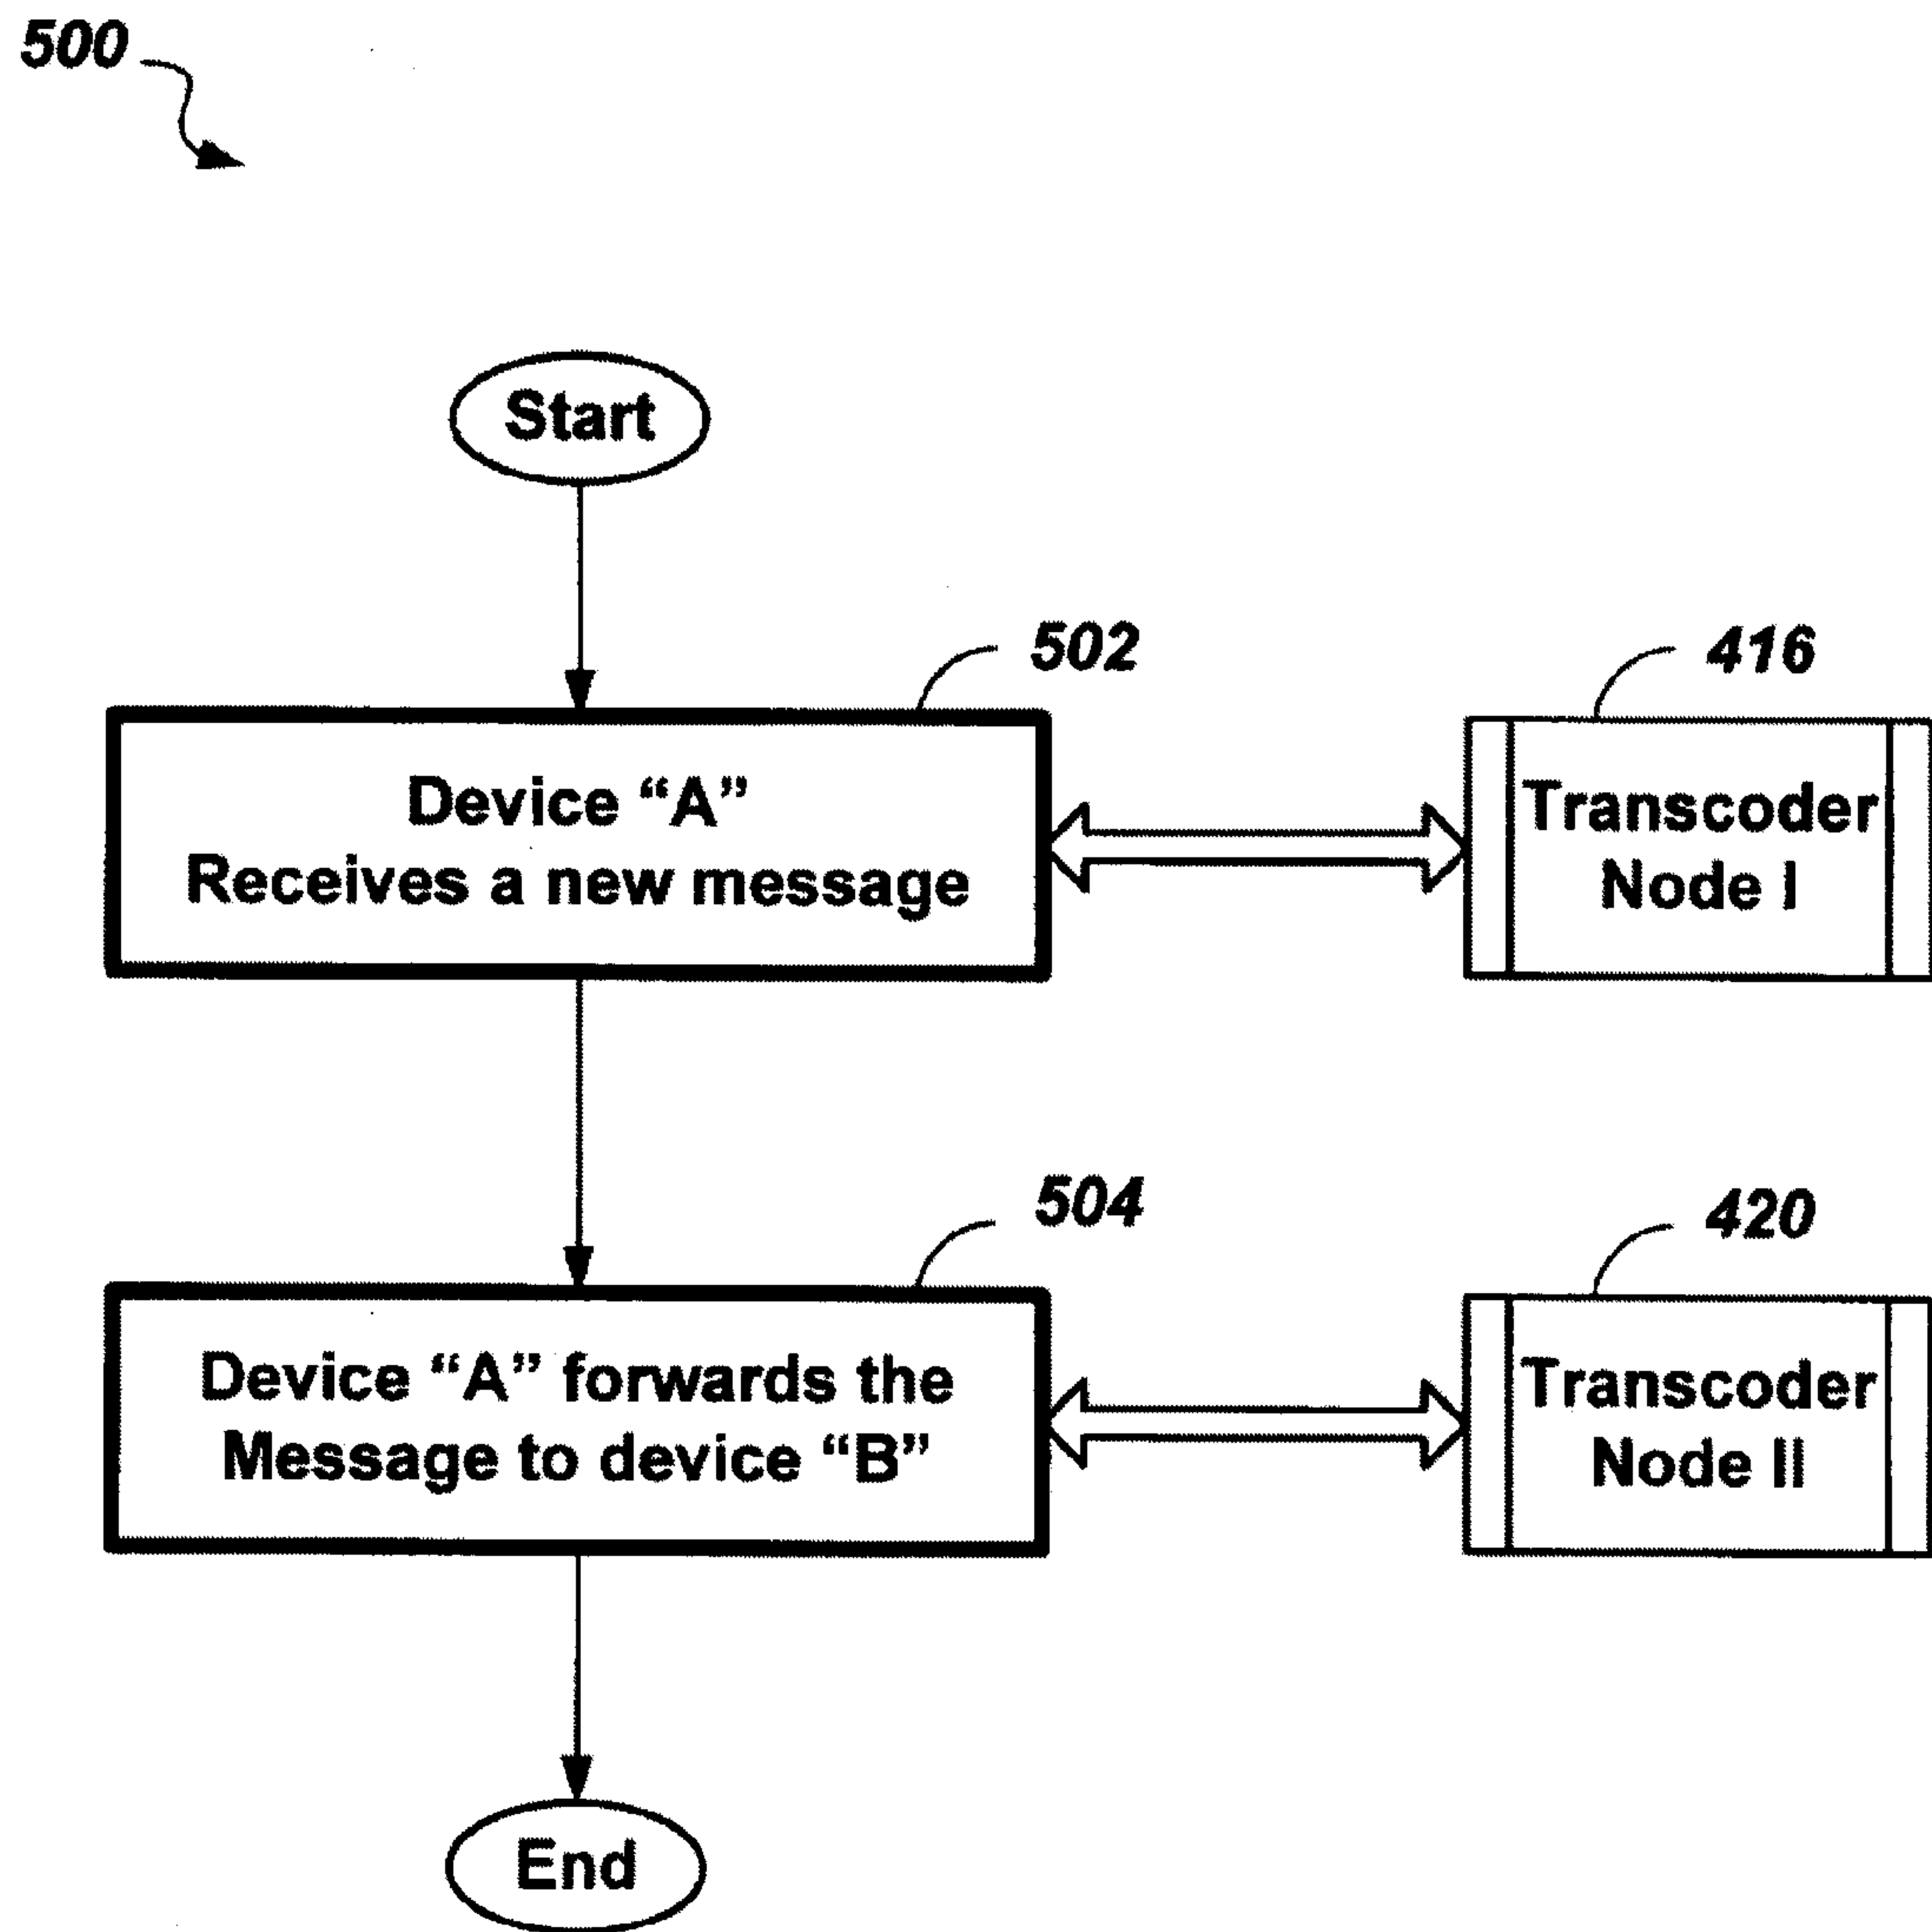 500
Start
502
416
Device “A”
Receives a new message
Transcoder
Node I
504
420
Device “A” forwards the
Message to device “B”
Transcoder
Node II
End